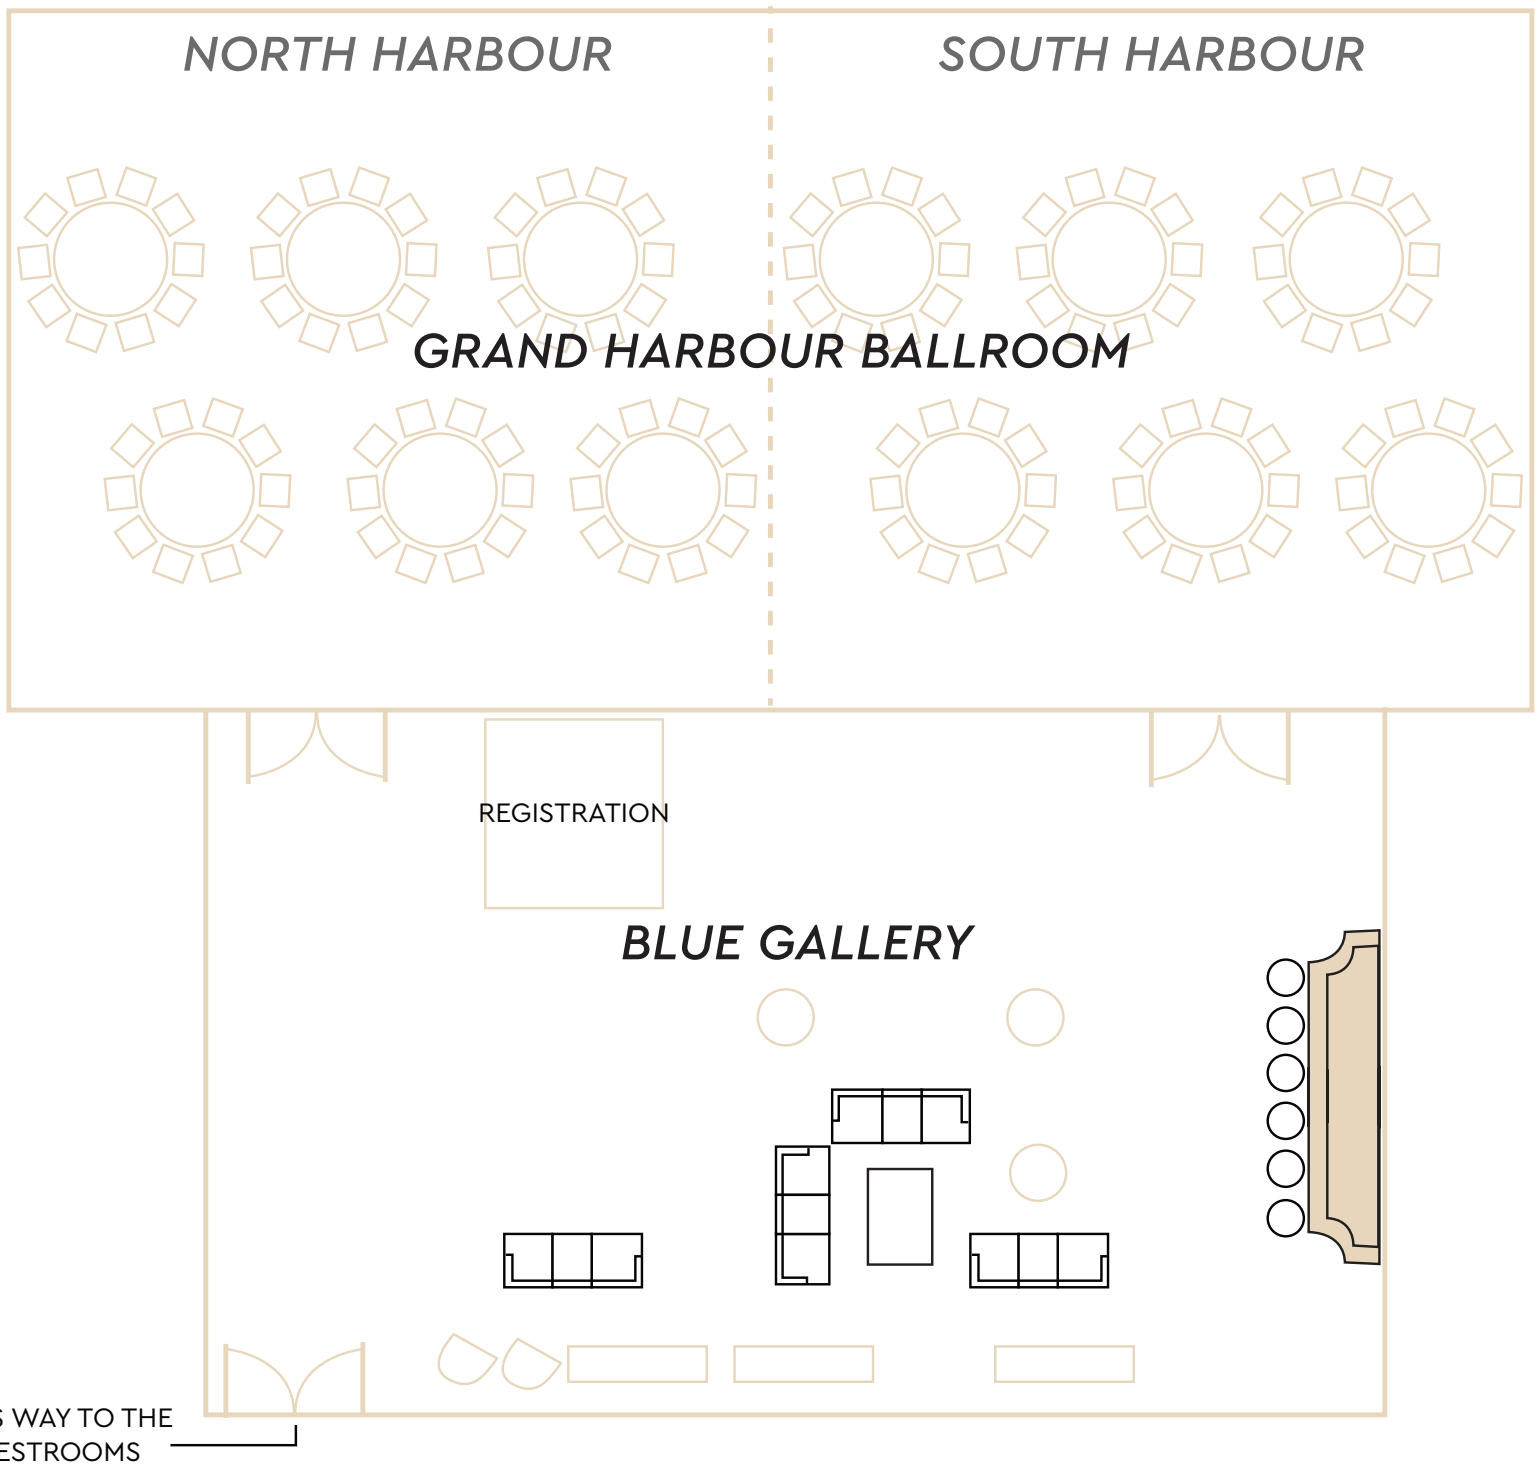 NORTH HARBOUR
SOUTH HARBOUR
GRAND HARBOUR BALLROOM
REGISTRATION
BLUE GALLERY
WAY TO THE